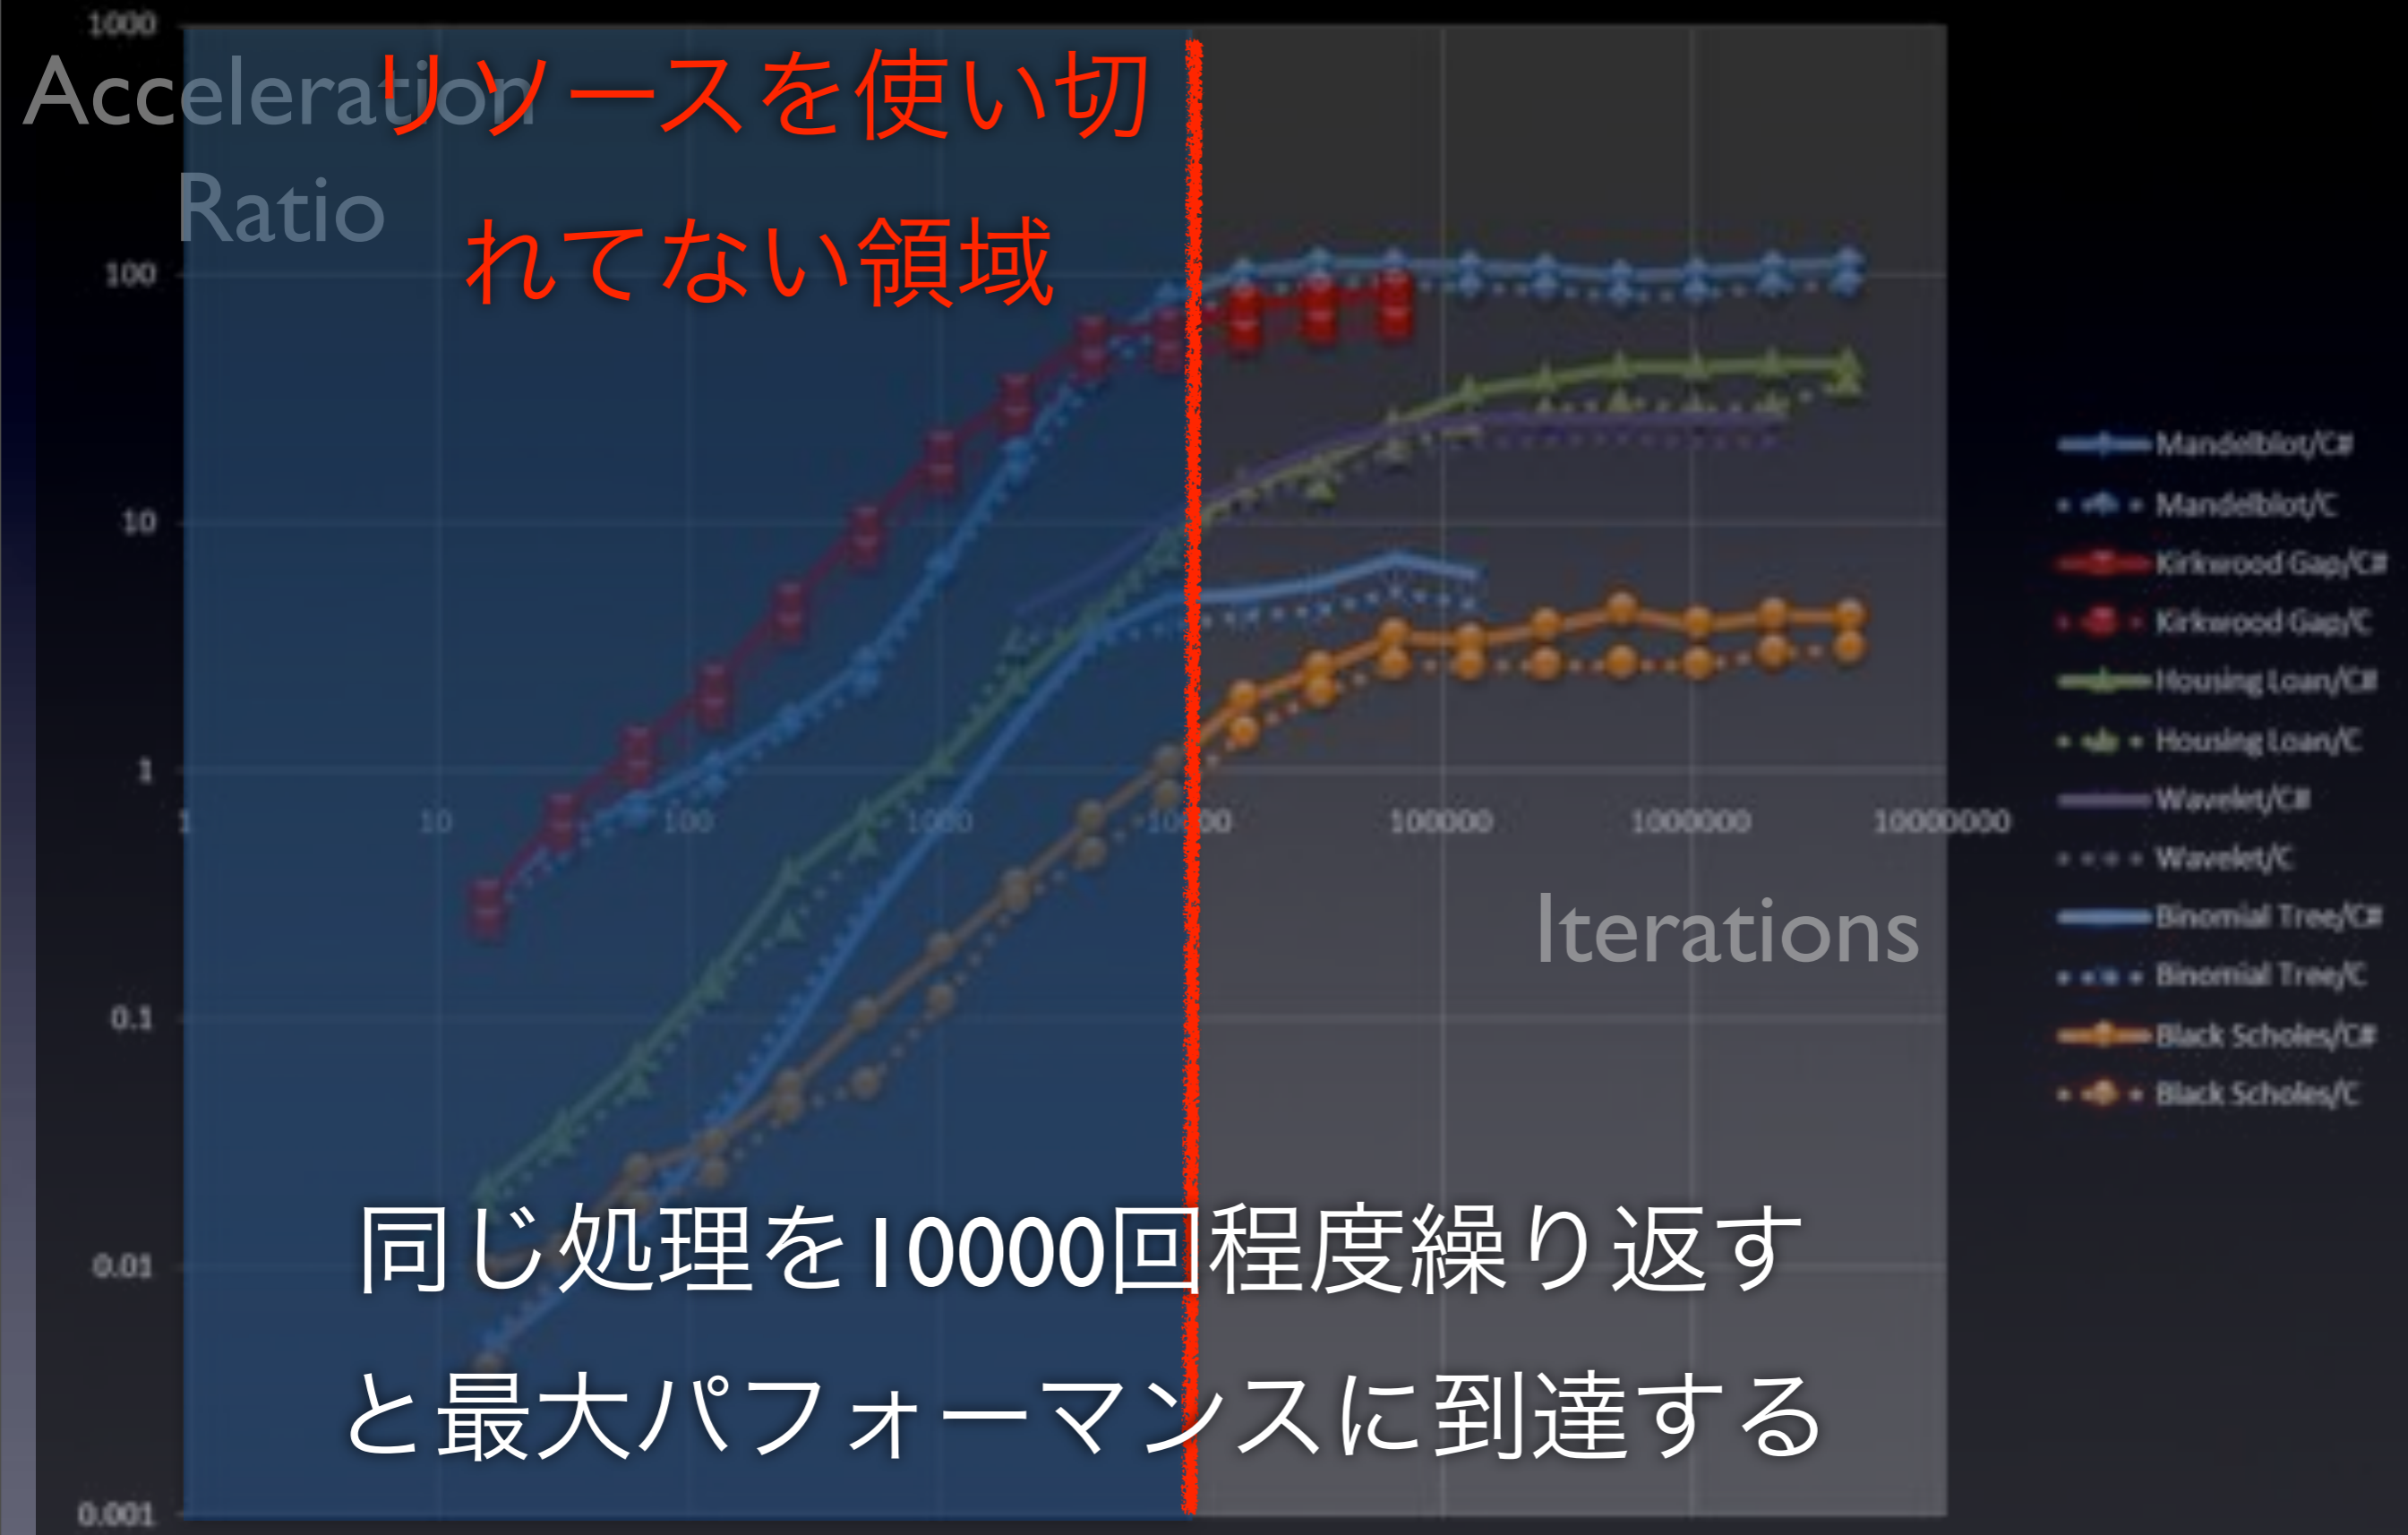 1000
Acceleration
Ratio
リソースを使い切
れてない領域
100
10
1
1 10 100 1000 10000 100000 1000000 10000000
0.1
0.01
0.001
Iterations
Mandelblot/C#
Mandelblot/C
Kirkwood Gap/C#
Kirkwood Gap/C
Housing Loan/C#
Housing Loan/C
Wavelet/C#
Wavelet/C
Binomial Tree/C#
Binomial Tree/C
Black Scholes/C#
Black Scholes/C
同じ処理を10000回程度繰り返す
と最大パフォーマンスに到達する